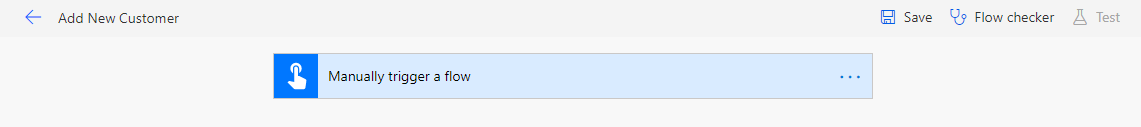 Add New Customer
Save
Flow checker
Test
Manually trigger a flow